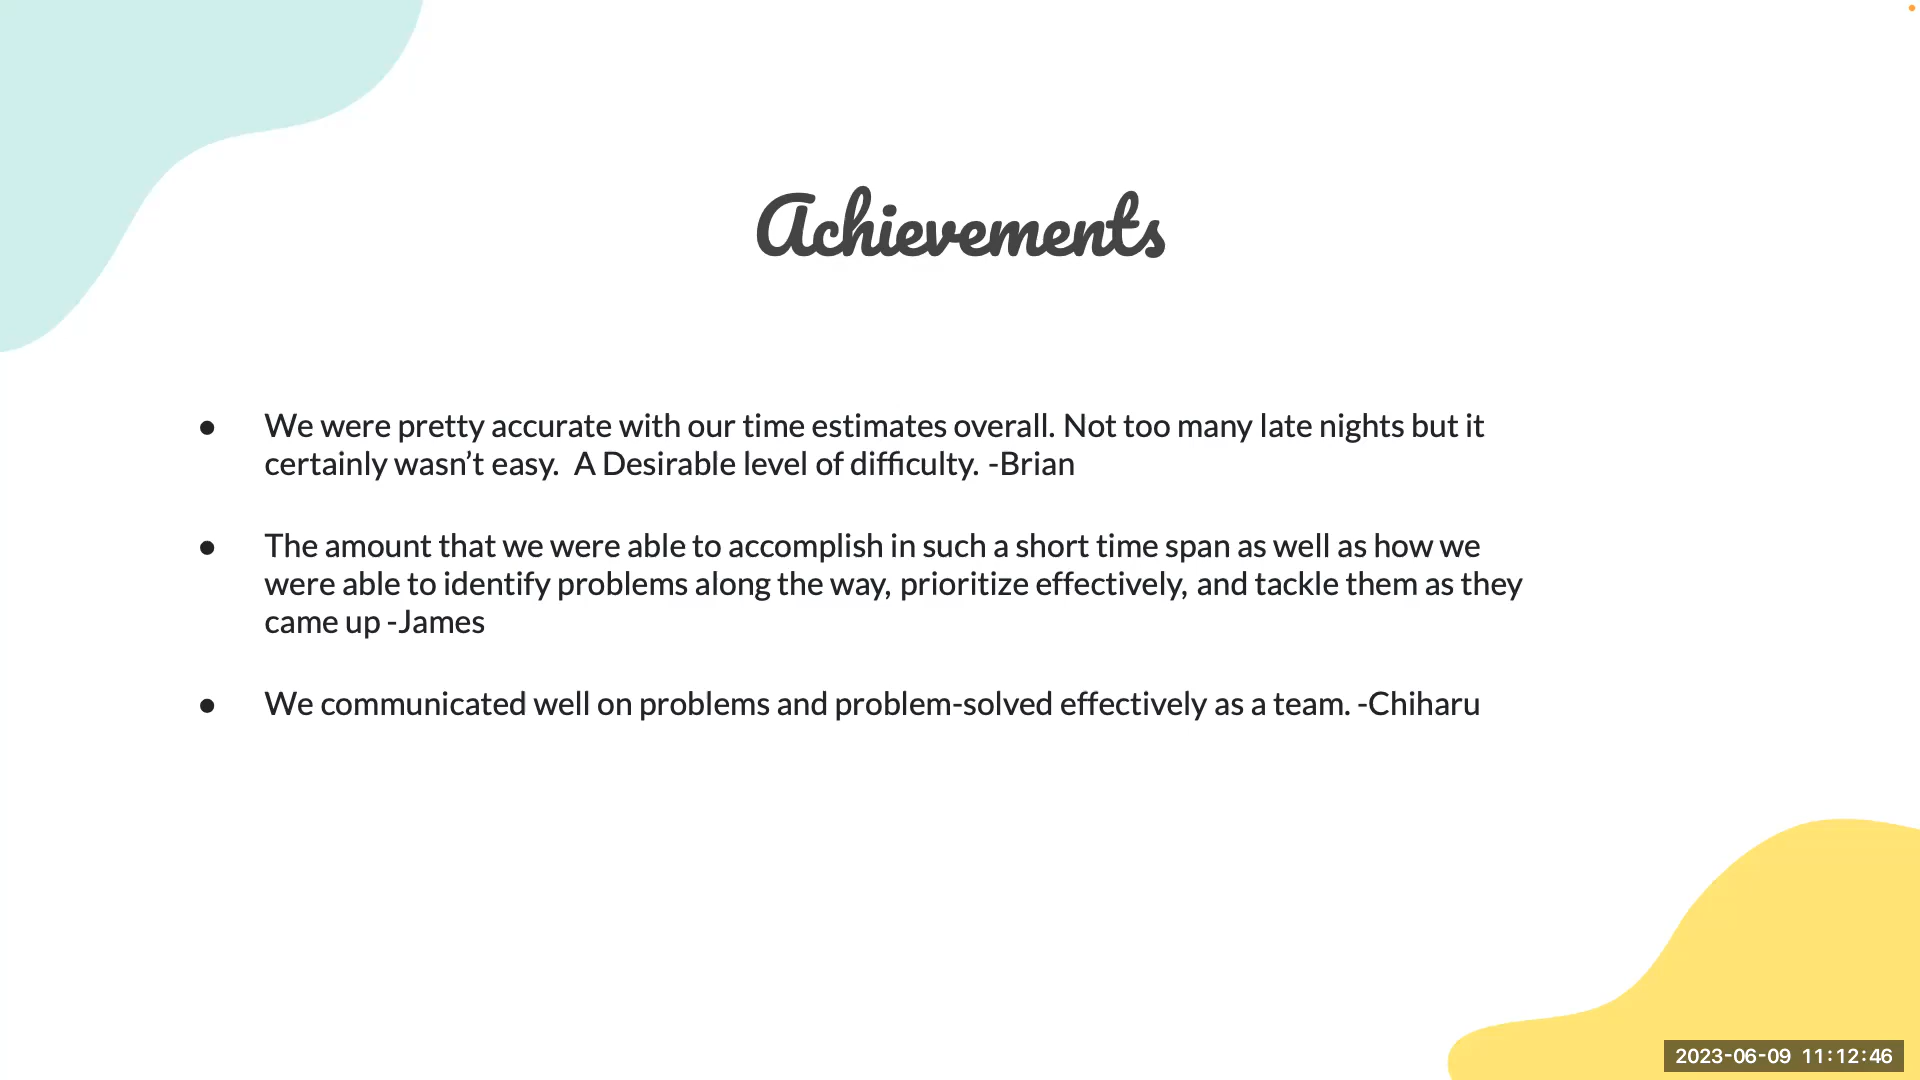 Achievements
● We were pretty accurate with our time estimates overall. Not too many late nights but it
certainly wasn’t easy.  A Desirable level of difficulty. -Brian
● The amount that we were able to accomplish in such a short time span as well as how we
were able to identify problems along the way, prioritize effectively, and tackle them as they
came up -James
● We communicated well on problems and problem-solved effectively as a team. -Chiharu
2023-06-09 11:12:46